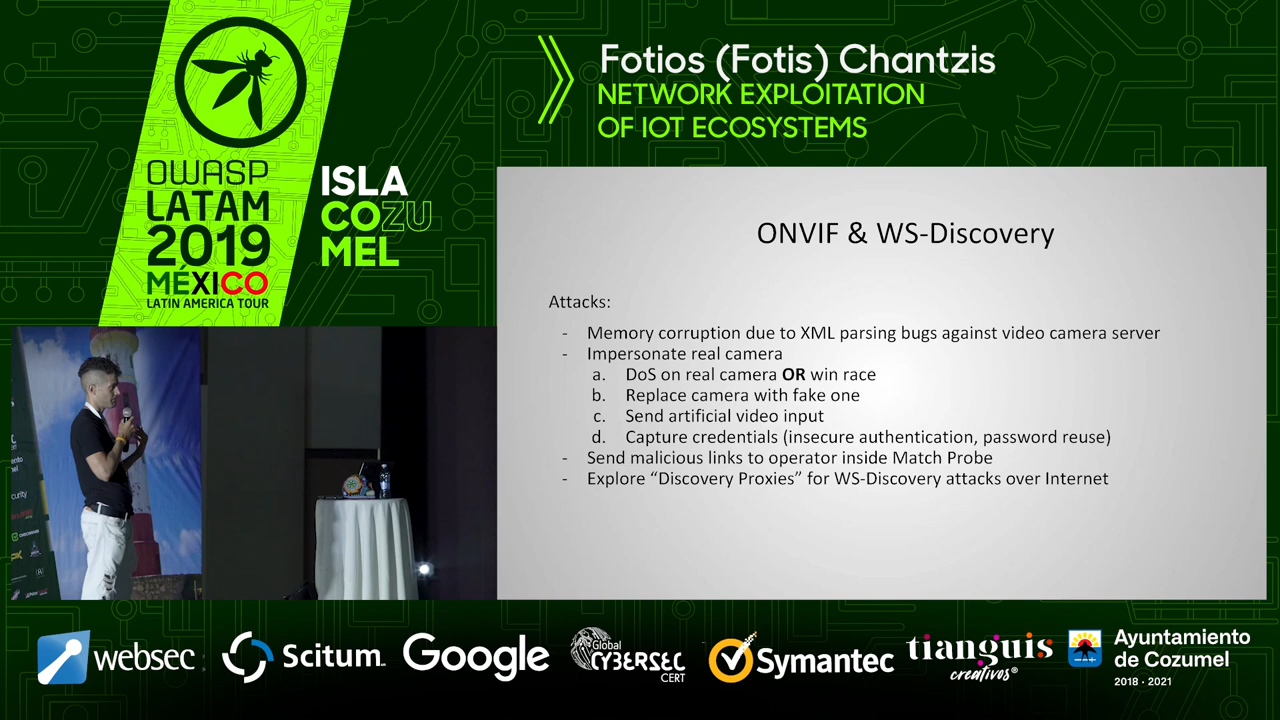 OWASP
LATAM
2019
MÉXICO
LATIN AMERICA TOUR
ISLA
COZU
MEL
Fotios (Fotis) Chantzis
NETWORK EXPLOITATION
OF IOT ECOSYSTEMS
ONVIF & WS-Discovery
Attacks:
- Memory corruption due to XML parsing bugs against video camera server
- Impersonate real camera
a. DoS on real camera OR win race
b. Replace camera with fake one
c. Send artificial video input
d. Capture credentials (insecure authentication, password reuse)
- Send malicious links to operator inside Match Probe
- Explore “Discovery Proxies” for WS-Discovery attacks over Internet
websec
Scitum
Google
Global
CYBERSEC
CERT
Symantec
tianguis
creativos®
Ayuntamiento
de Cozumel
2018 · 2021